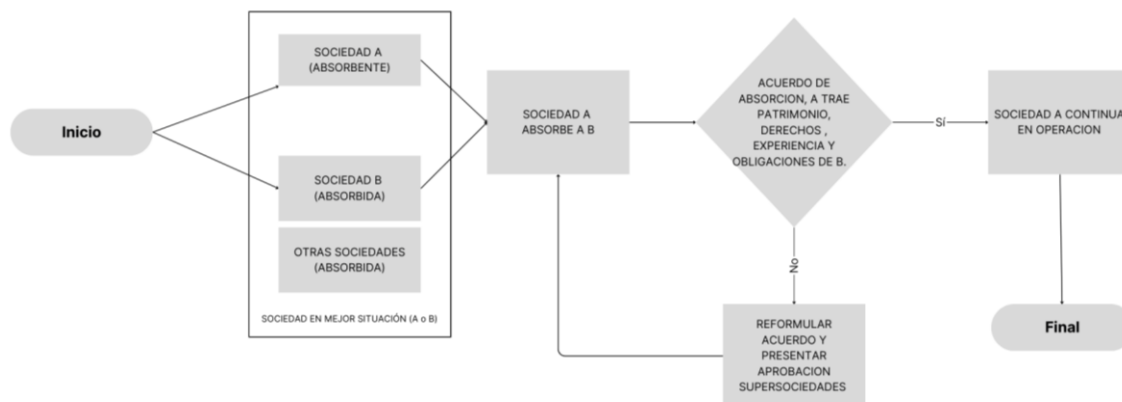 Inicio
SOCIEDAD A
(ABSORBENTE)
SOCIEDAD B
(ABSORBIDA)
OTRAS SOCIEDADES
(ABSORBIDA)
SOCIEDAD EN MEJOR SITUACIÓN (A o B)
SOCIEDAD A
ABSORBE A B
ACUERDO DE
ABSORCION, A TRAE
PATRIMONIO,
DERECHOS ,
EXPERIENCIA Y
OBLIGACIONES DE B.
Sí
No
REFORMULAR
ACUERDO Y
PRESENTAR
APROBACION
SUPERSOCIEDADES
SOCIEDAD A CONTINUA
EN OPERACION
Final